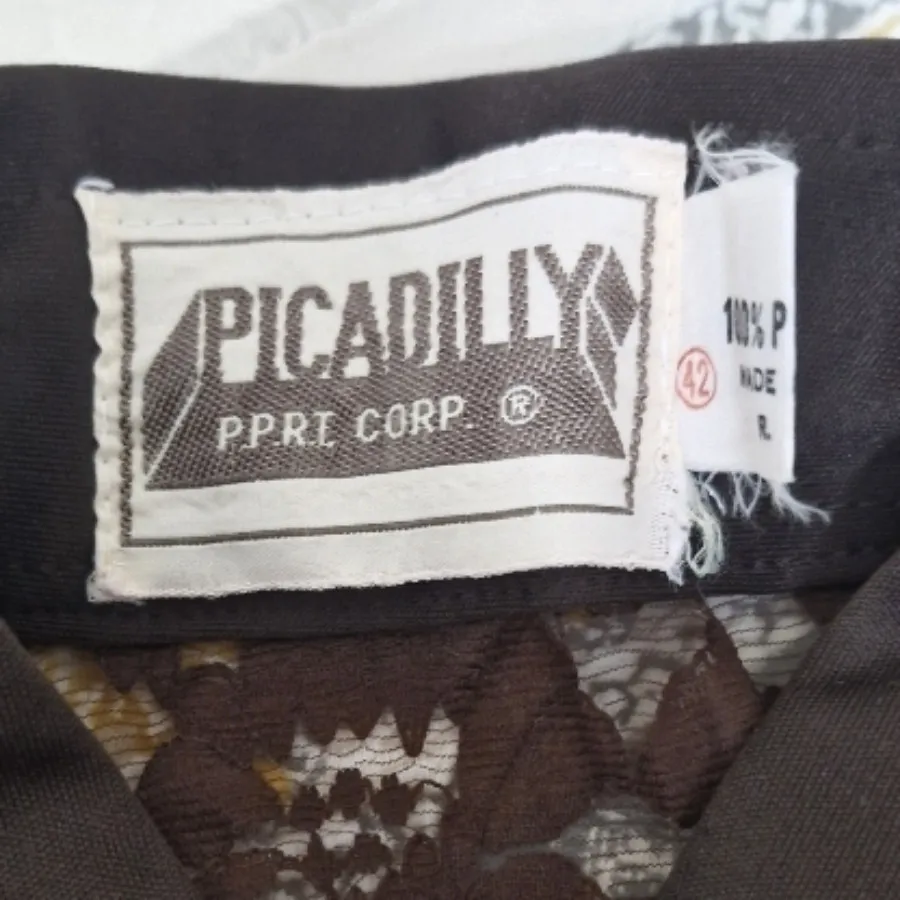 PICADILLY
P.P.R.T. CORP. ®
100% P
42 MADE
R.